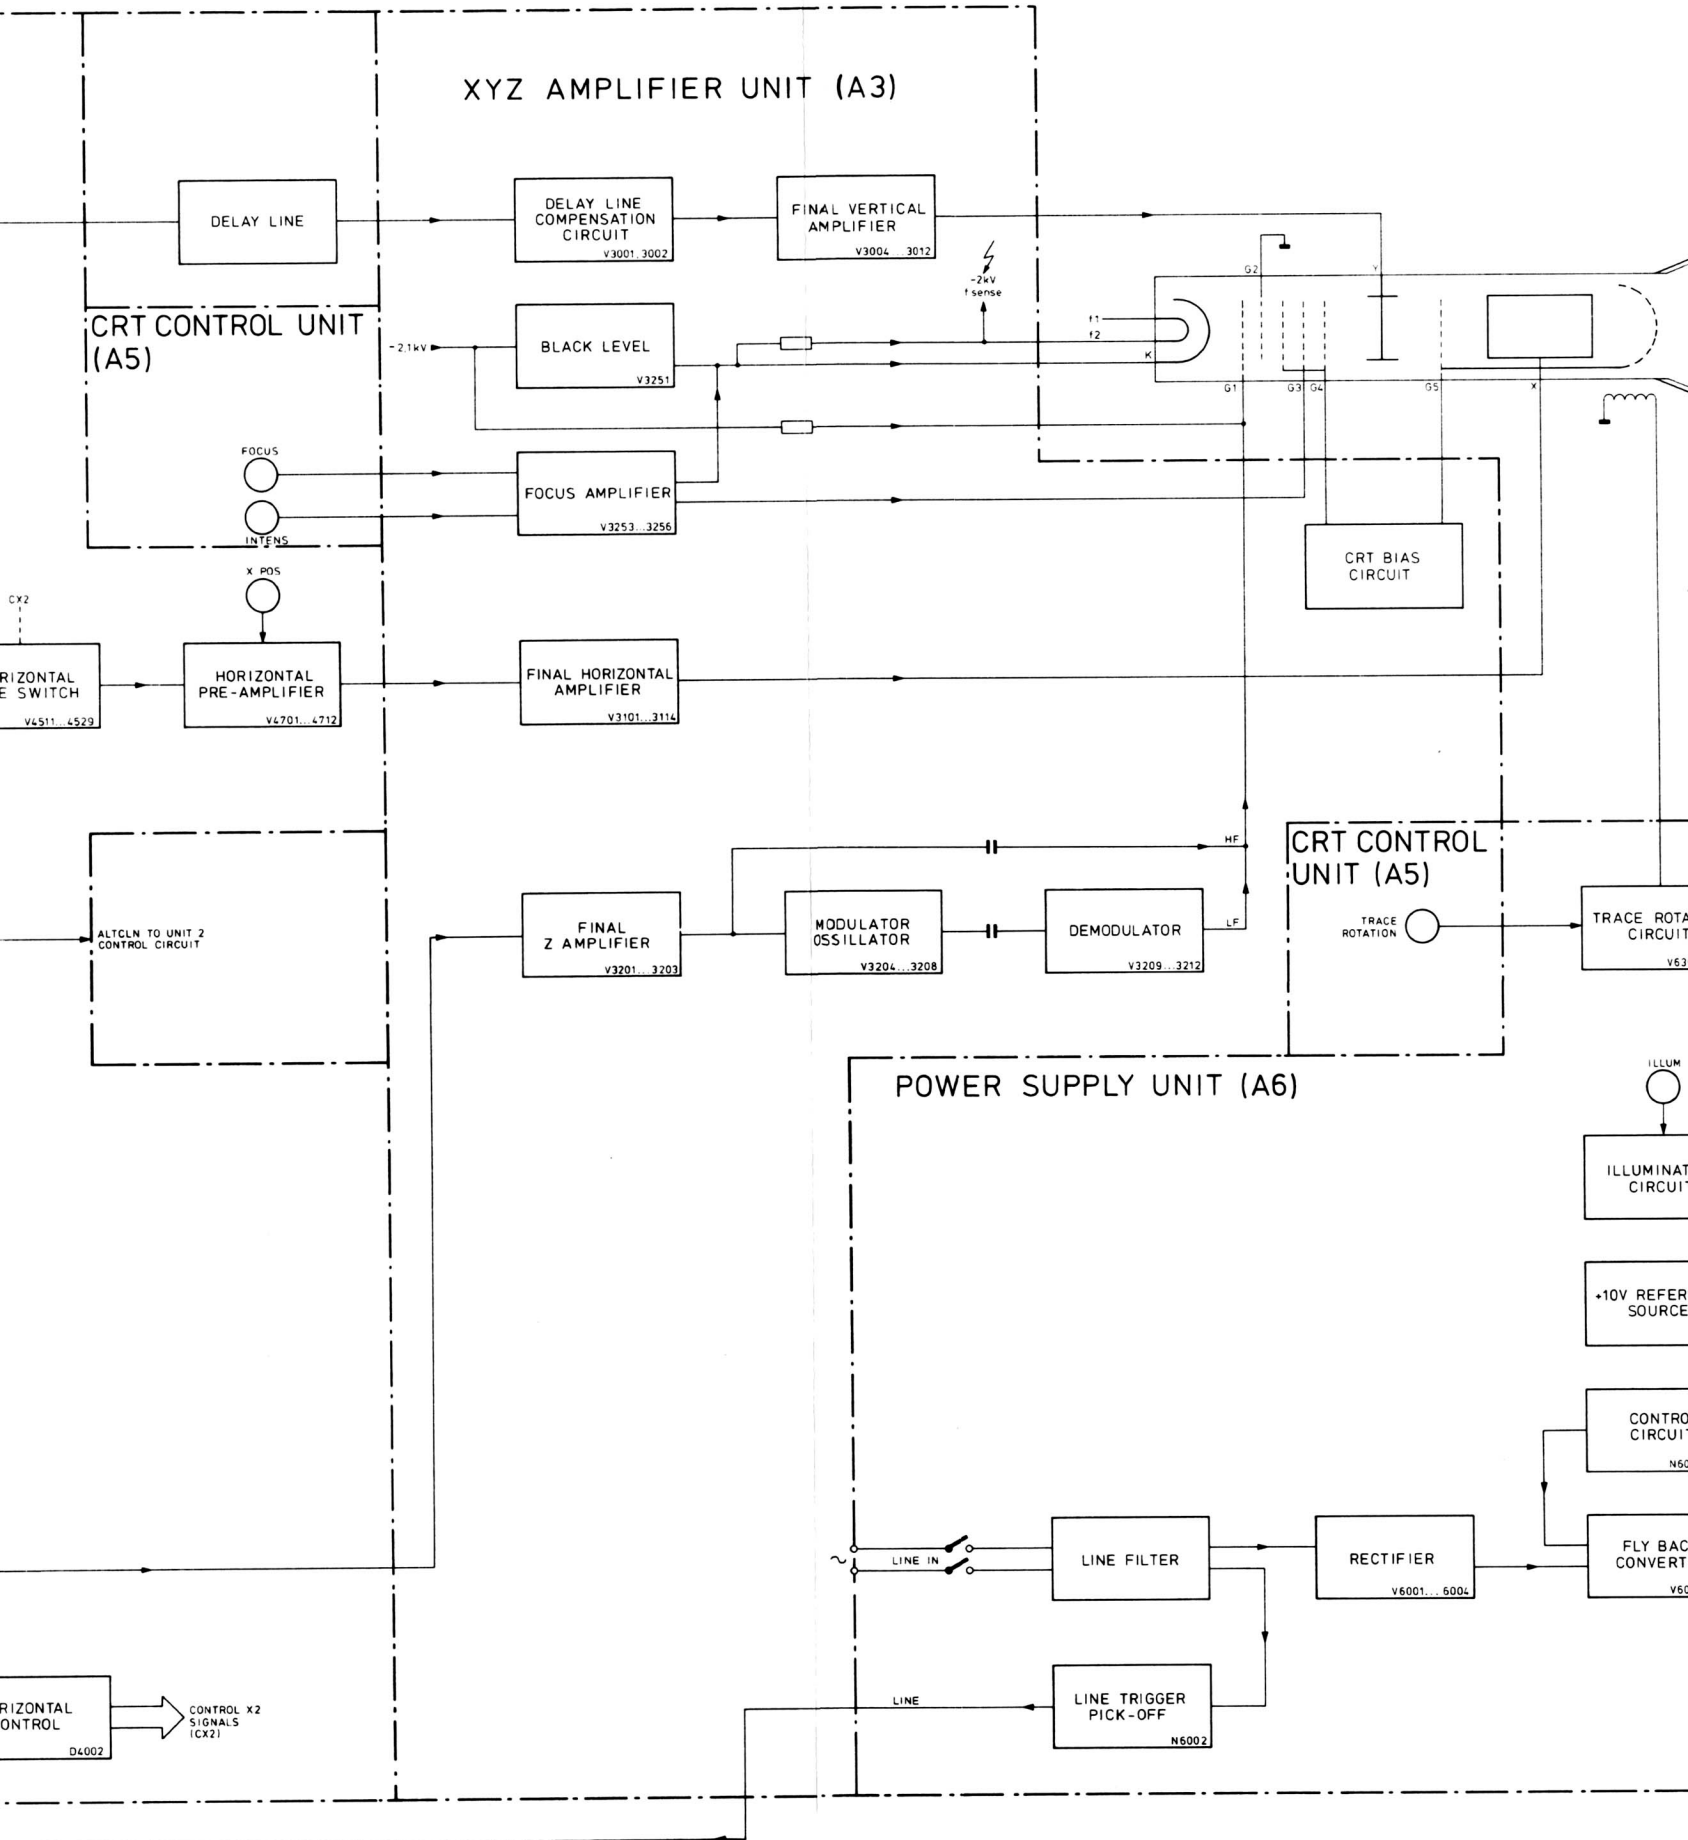 XYZ AMPLIFIER UNIT (A3)
DELAY LINE
DELAY LINE
COMPENSATION
CIRCUIT
V3001,3002
FINAL VERTICAL
AMPLIFIER
V3004...3012
-2kV
f sense
G2
Y
CRT CONTROL UNIT
(A5)
-2,1kV
BLACK LEVEL
V3251
f1
f2
K
G1
G3
G4
G5
X
FOCUS
INTENS
FOCUS AMPLIFIER
V3253...3256
CRT BIAS
CIRCUIT
X POS
CX2
RIZONTAL
E SWITCH
V4511...4529
HORIZONTAL
PRE-AMPLIFIER
V4701...4712
FINAL HORIZONTAL
AMPLIFIER
V3101...3114
HF
LF
CRT CONTROL
UNIT (A5)
ALTCLN TO UNIT 2
CONTROL CIRCUIT
FINAL
Z AMPLIFIER
V3201...3203
MODULATOR
OSSILLATOR
V3204...3208
DEMODULATOR
V3209...3212
TRACE
ROTATION
TRACE ROTA
CIRCUIT
V63
POWER SUPPLY UNIT (A6)
ILLUM
ILLUMINAT
CIRCUIT
+10V REFER
SOURCE
CONTRO
CIRCUIT
N60
~
LINE IN
LINE FILTER
RECTIFIER
V6001...6004
FLY BAC
CONVERT
V60
RIZONTAL
ONTROL
D4002
CONTROL X2
SIGNALS
(CX2)
LINE
LINE TRIGGER
PICK-OFF
N6002